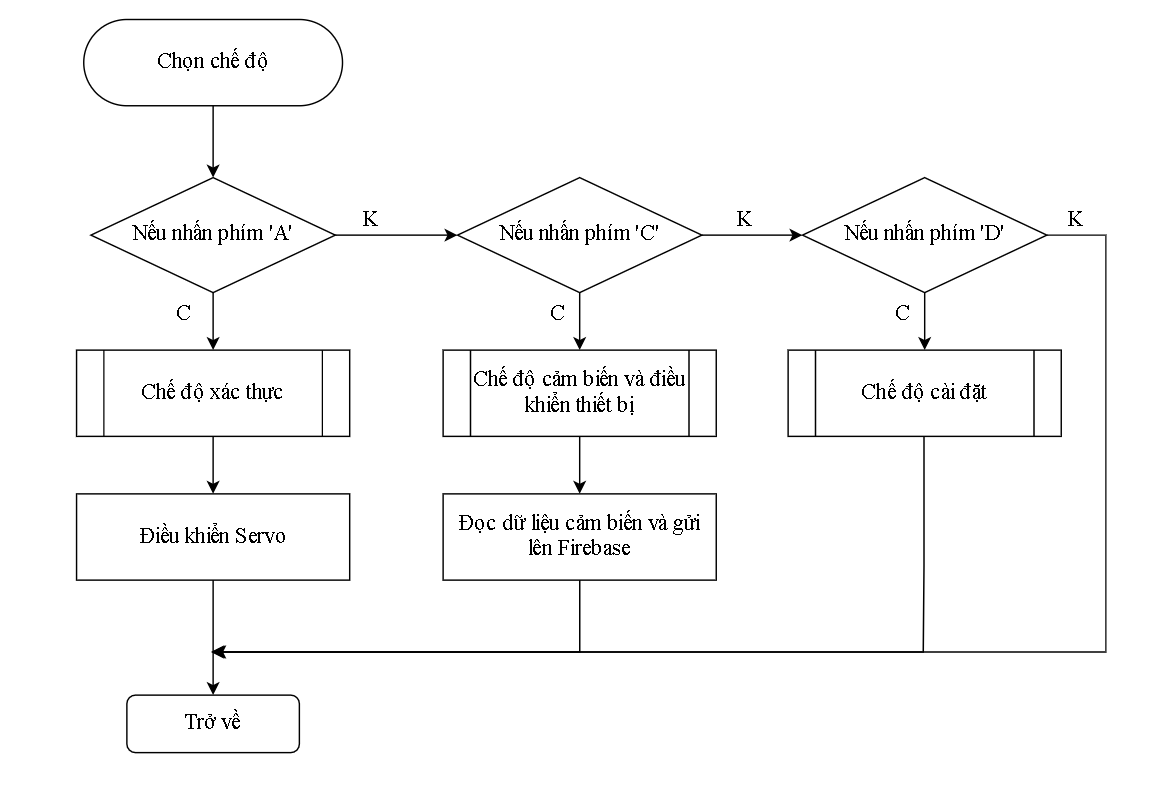 Chọn chế độ
Nếu nhấn phím 'A'
K
Nếu nhấn phím 'C'
K
Nếu nhấn phím 'D'
K
C
C
C
Chế độ xác thực
Chế độ cảm biến và điều
khiển thiết bị
Chế độ cài đặt
Điều khiển Servo
Đọc dữ liệu cảm biến và gửi
lên Firebase
Trở về